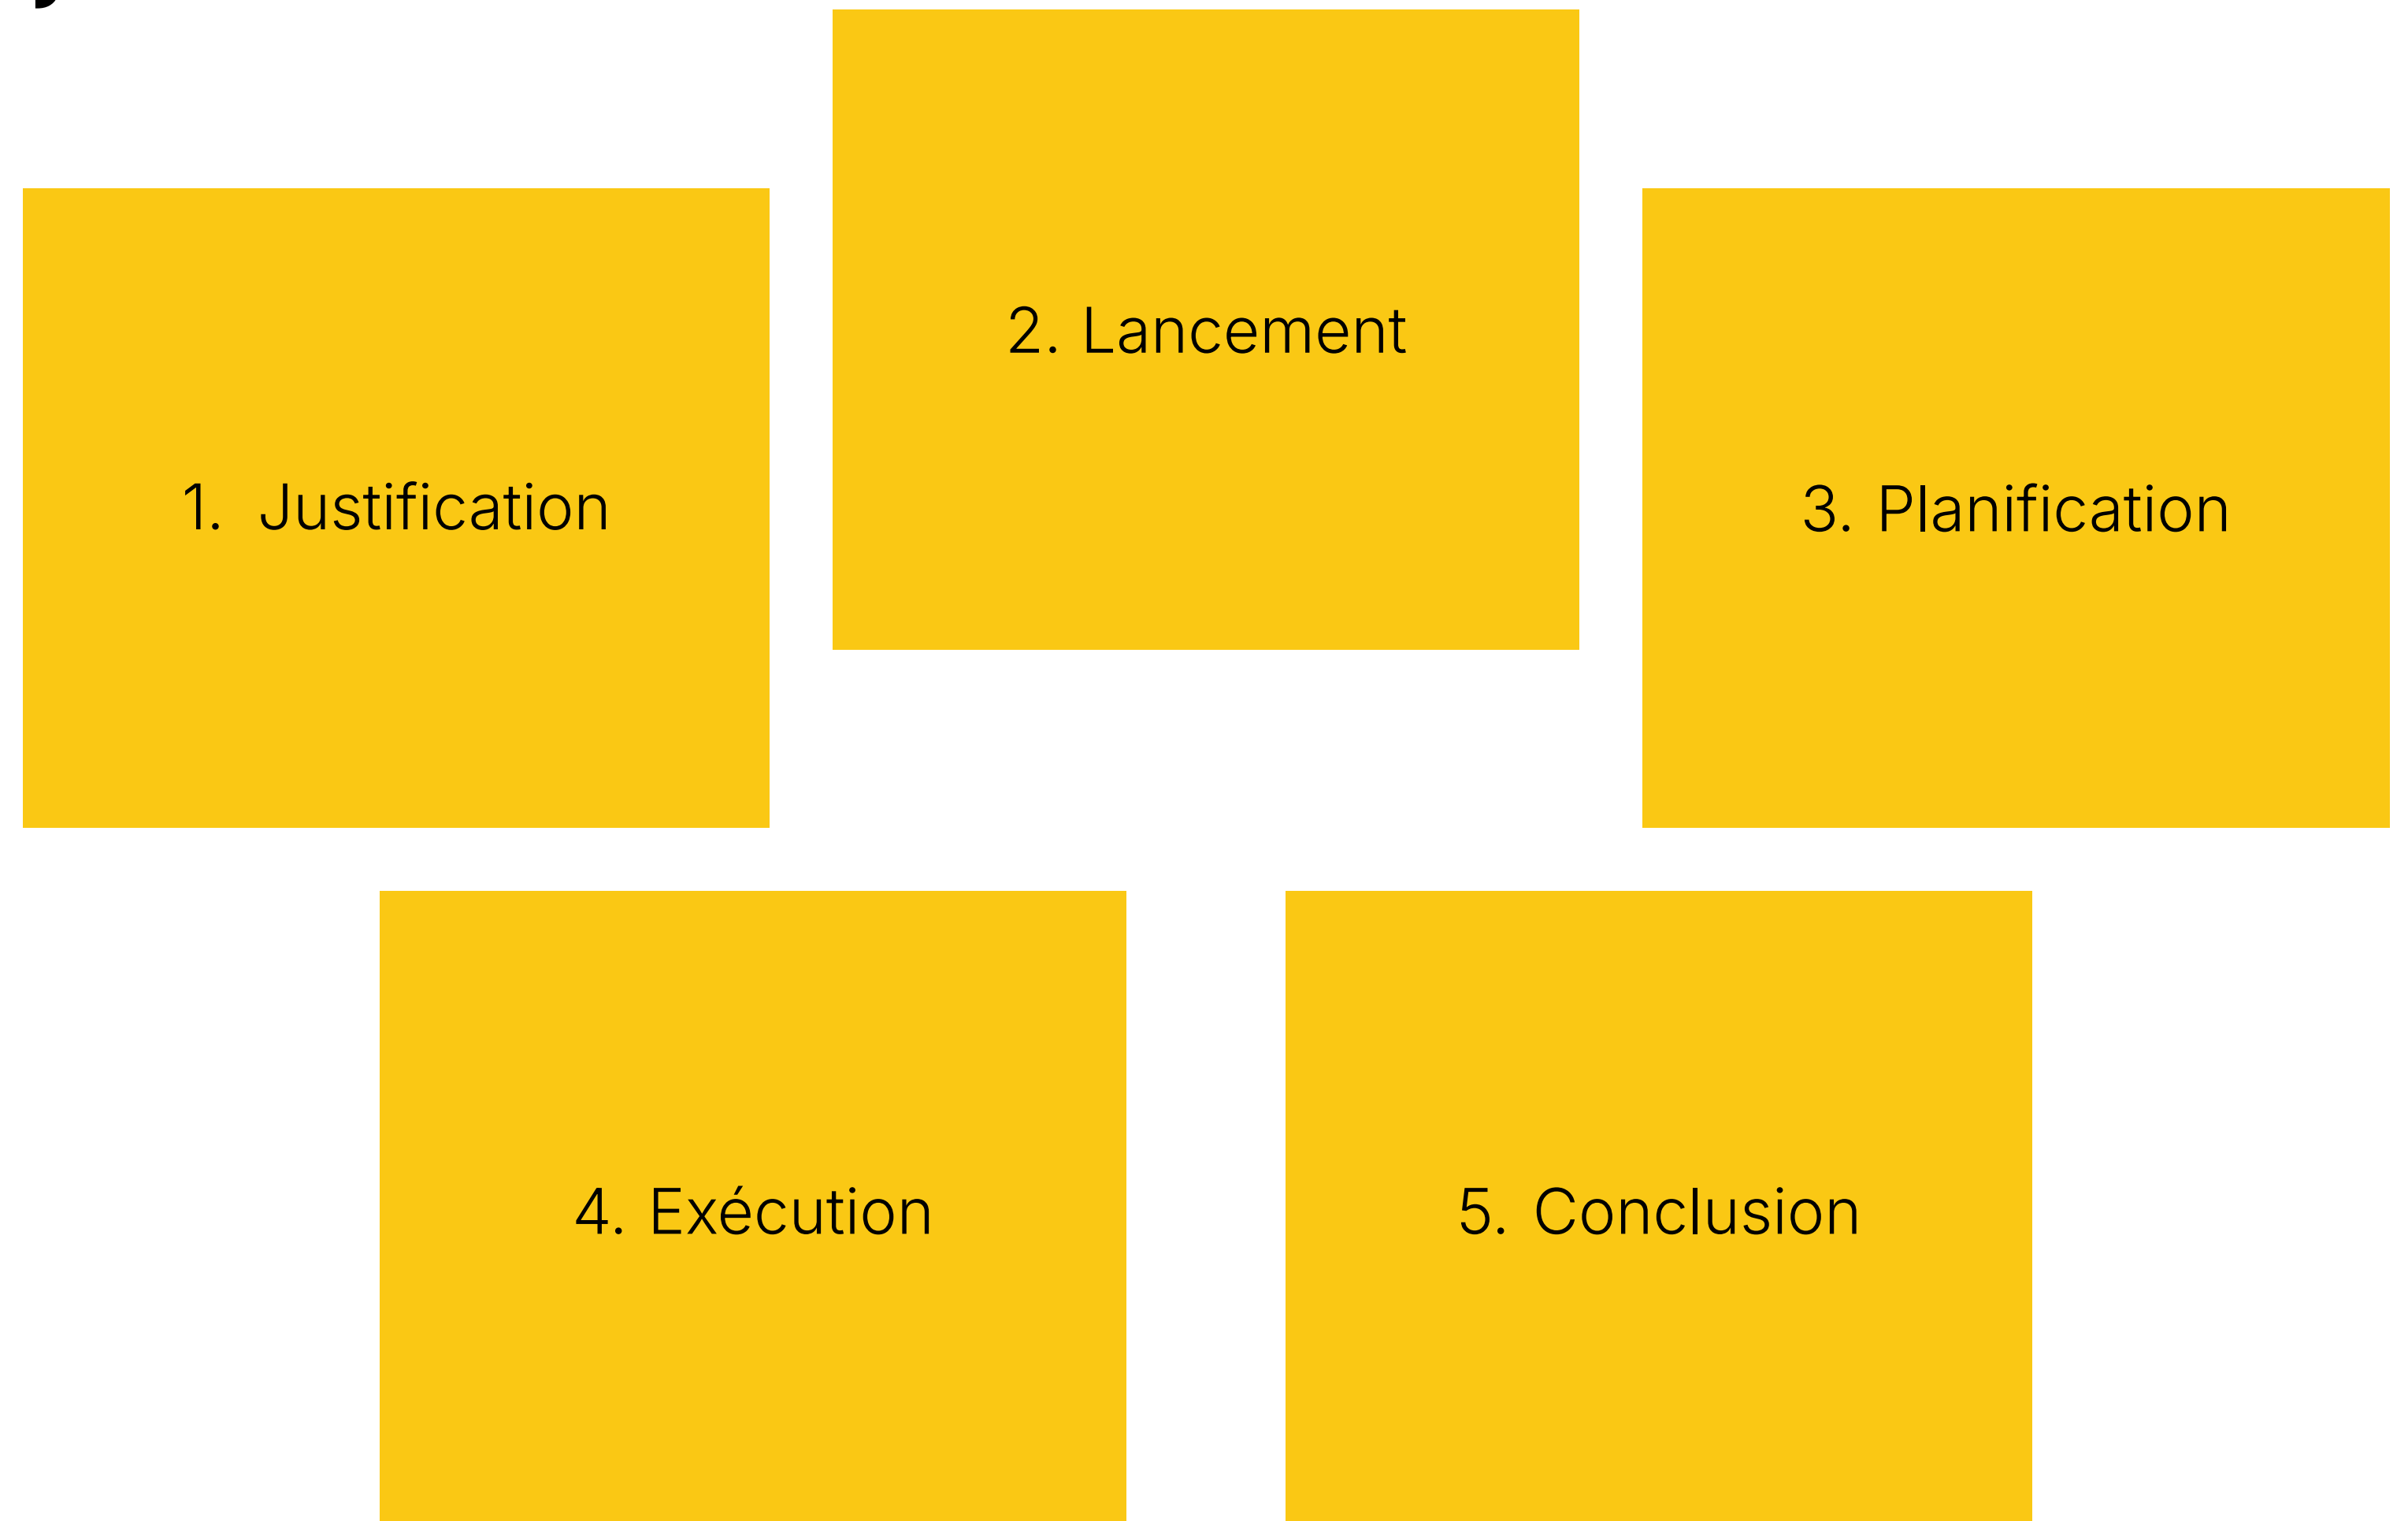 1. Justification
2. Lancement
3. Planification
4. Exécution
5. Conclusion